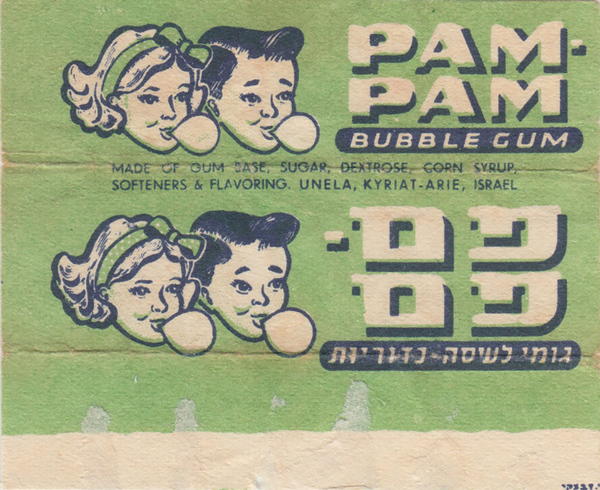 PAM-
PAM
BUBBLE GUM
MADE OF GUM BASE, SUGAR, DEXTROSE, CORN SYRUP,
SOFTENERS & FLAVORING. UNELA, KYRIAT-ARIE, ISRAEL
פם-
פם
גומי לעיסה-כדוריות